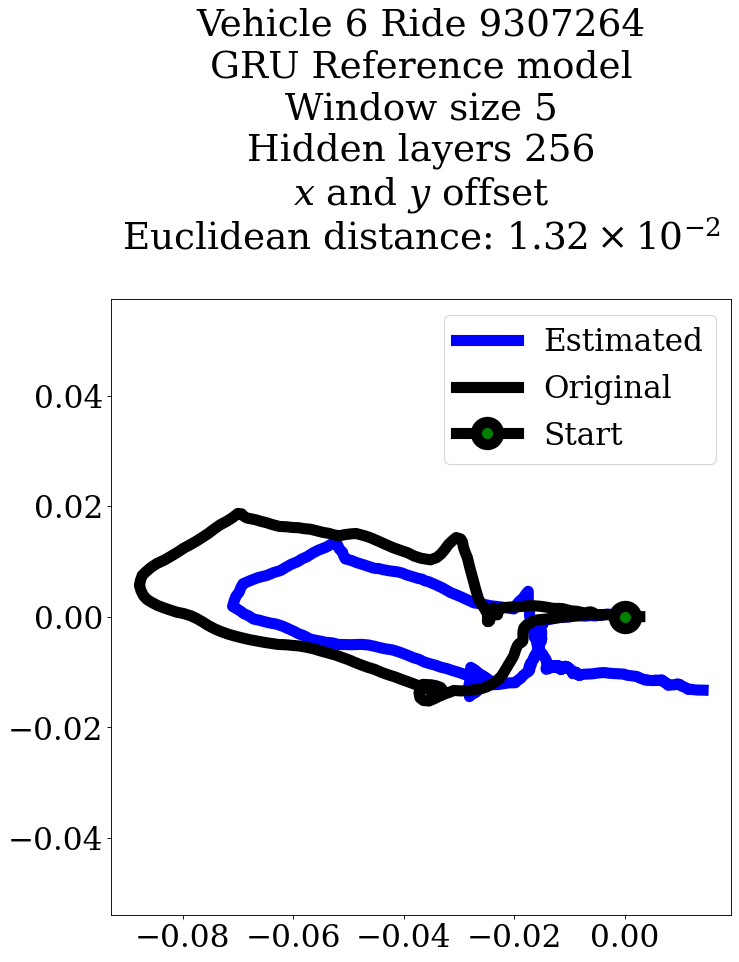 Vehicle 6 Ride 9307264
GRU Reference model
Window size 5
Hidden layers 256
x and y offset
Euclidean distance: 1.32 × 10⁻²
Estimated
Original
Start
0.04
0.02
0.00
−0.02
−0.04
−0.08 −0.06 −0.04 −0.02 0.00